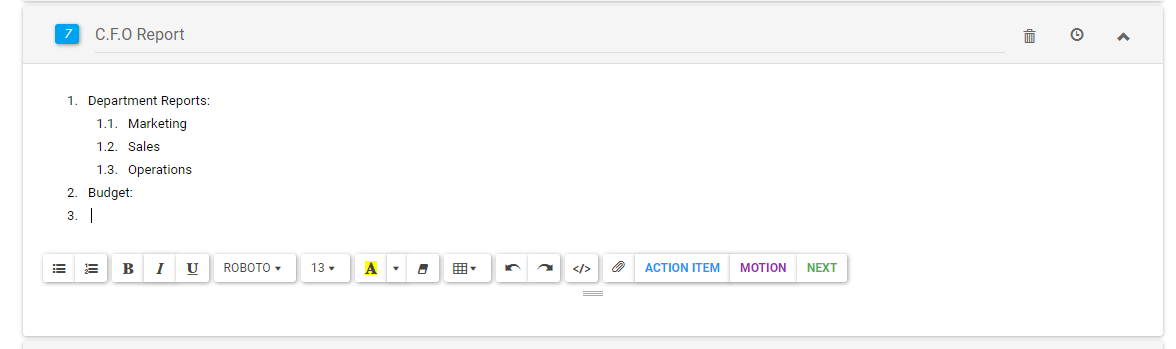 7 C.F.O Report
1. Department Reports:
1.1. Marketing
1.2. Sales
1.3. Operations
2. Budget:
3.
B I U ROBOTO 13 A </> ACTION ITEM MOTION NEXT